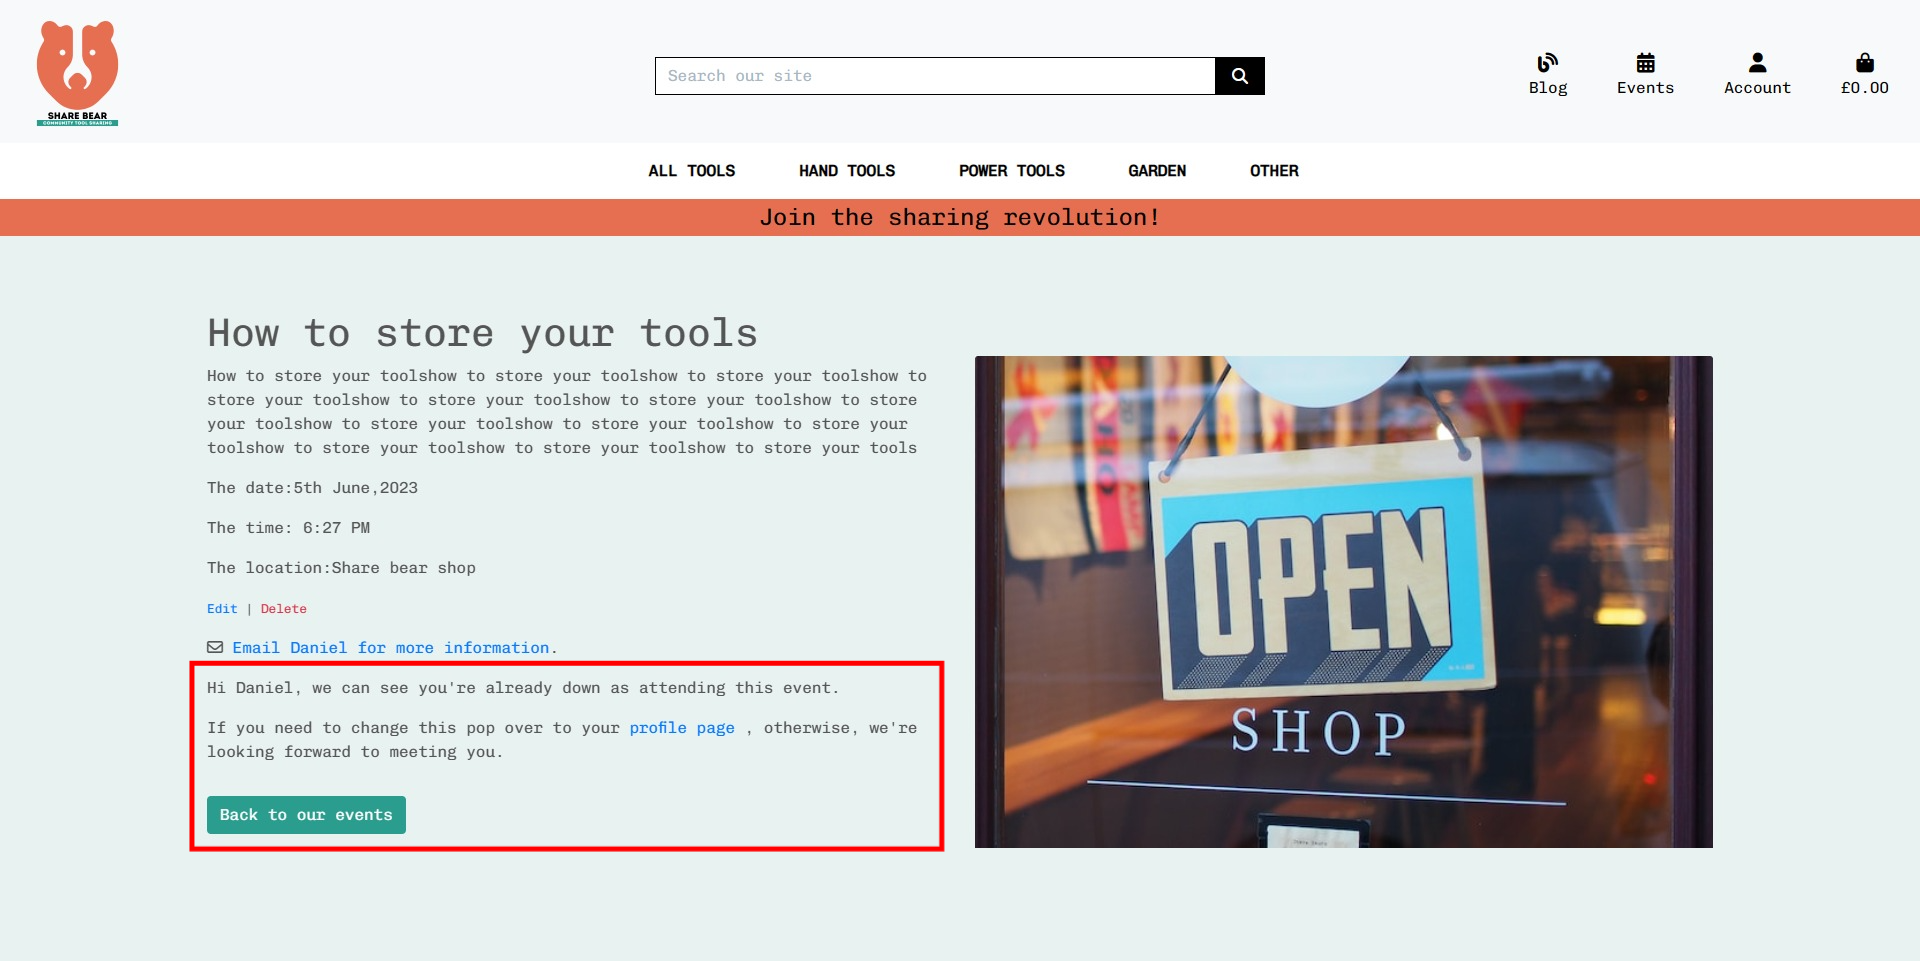 SHARE BEAR
COMMUNITY TOOL SHARING
Search our site
Blog
Events
Account
£0.00
ALL TOOLS
HAND TOOLS
POWER TOOLS
GARDEN
OTHER
Join the sharing revolution!
How to store your tools
How to store your toolshow to store your toolshow to store your toolshow to
store your toolshow to store your toolshow to store your toolshow to store
your toolshow to store your toolshow to store your toolshow to store your
toolshow to store your toolshow to store your toolshow to store your tools
The date:5th June,2023
The time: 6:27 PM
The location:Share bear shop
Edit | Delete
Email Daniel for more information.
Hi Daniel, we can see you're already down as attending this event.
If you need to change this pop over to your profile page , otherwise, we're
looking forward to meeting you.
Back to our events
OPEN
SHOP